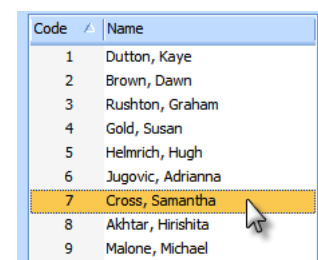 Code Name
1 Dutton, Kaye
2 Brown, Dawn
3 Rushton, Graham
4 Gold, Susan
5 Helmrich, Hugh
6 Jugovic, Adrianna
7 Cross, Samantha
8 Akhtar, Hirishita
9 Malone, Michael